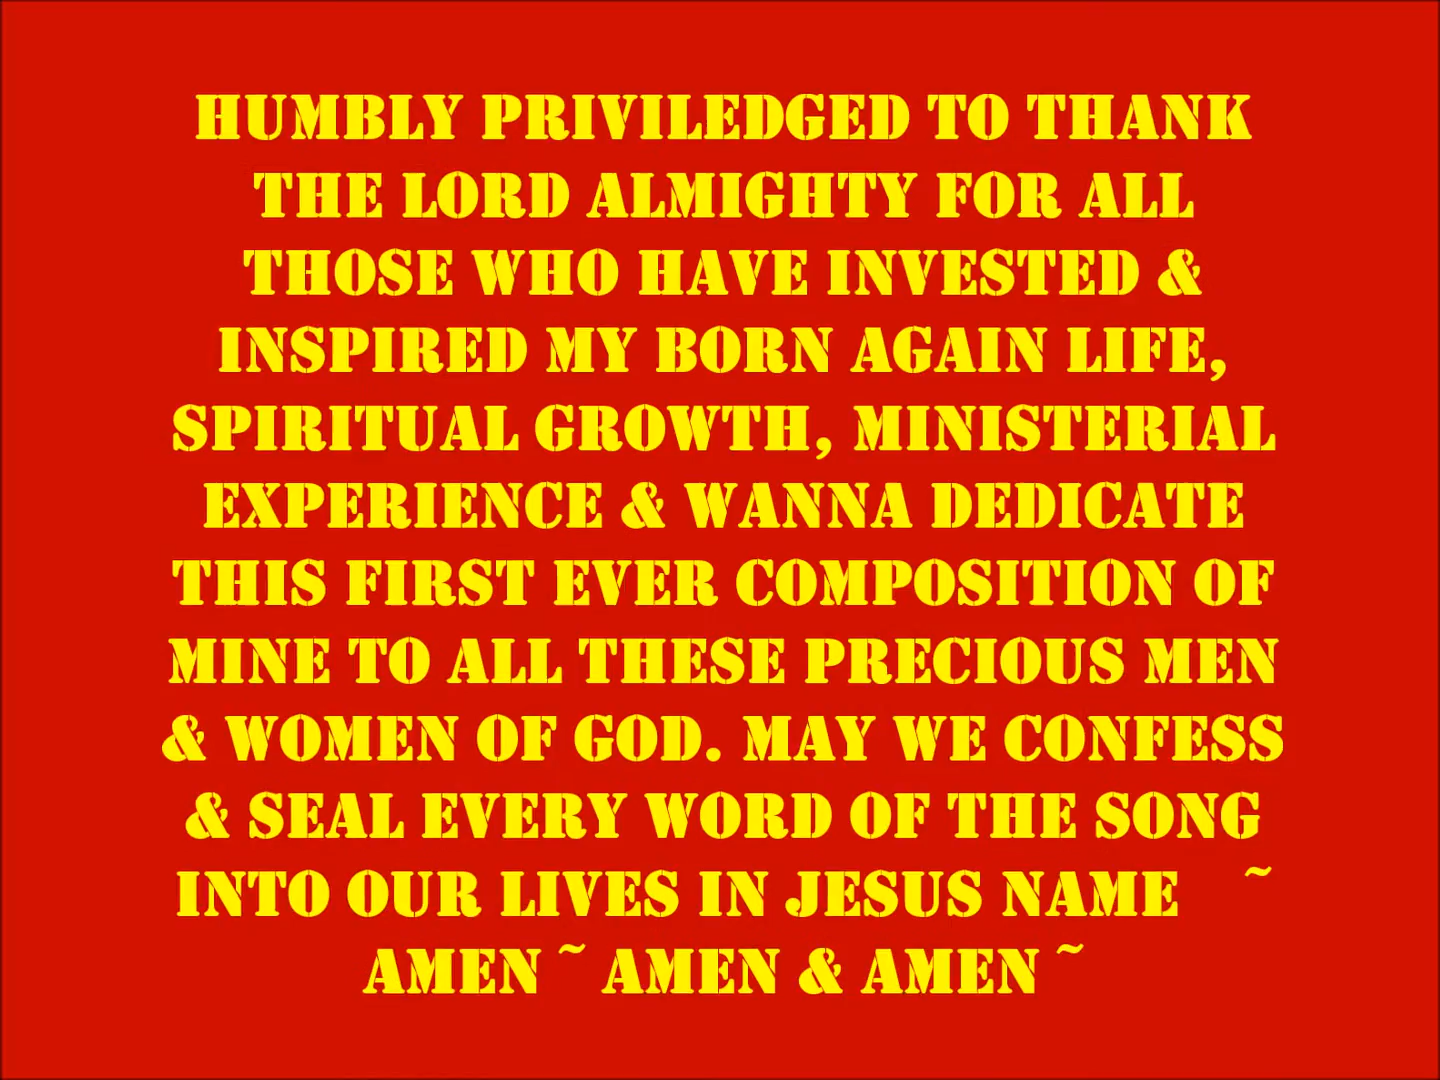 HUMBLY PRIVILEDGED TO THANK
THE LORD ALMIGHTY FOR ALL
THOSE WHO HAVE INVESTED &
INSPIRED MY BORN AGAIN LIFE,
SPIRITUAL GROWTH, MINISTERIAL
EXPERIENCE & WANNA DEDICATE
THIS FIRST EVER COMPOSITION OF
MINE TO ALL THESE PRECIOUS MEN
& WOMEN OF GOD. MAY WE CONFESS
& SEAL EVERY WORD OF THE SONG
INTO OUR LIVES IN JESUS NAME ~
AMEN ~ AMEN & AMEN ~